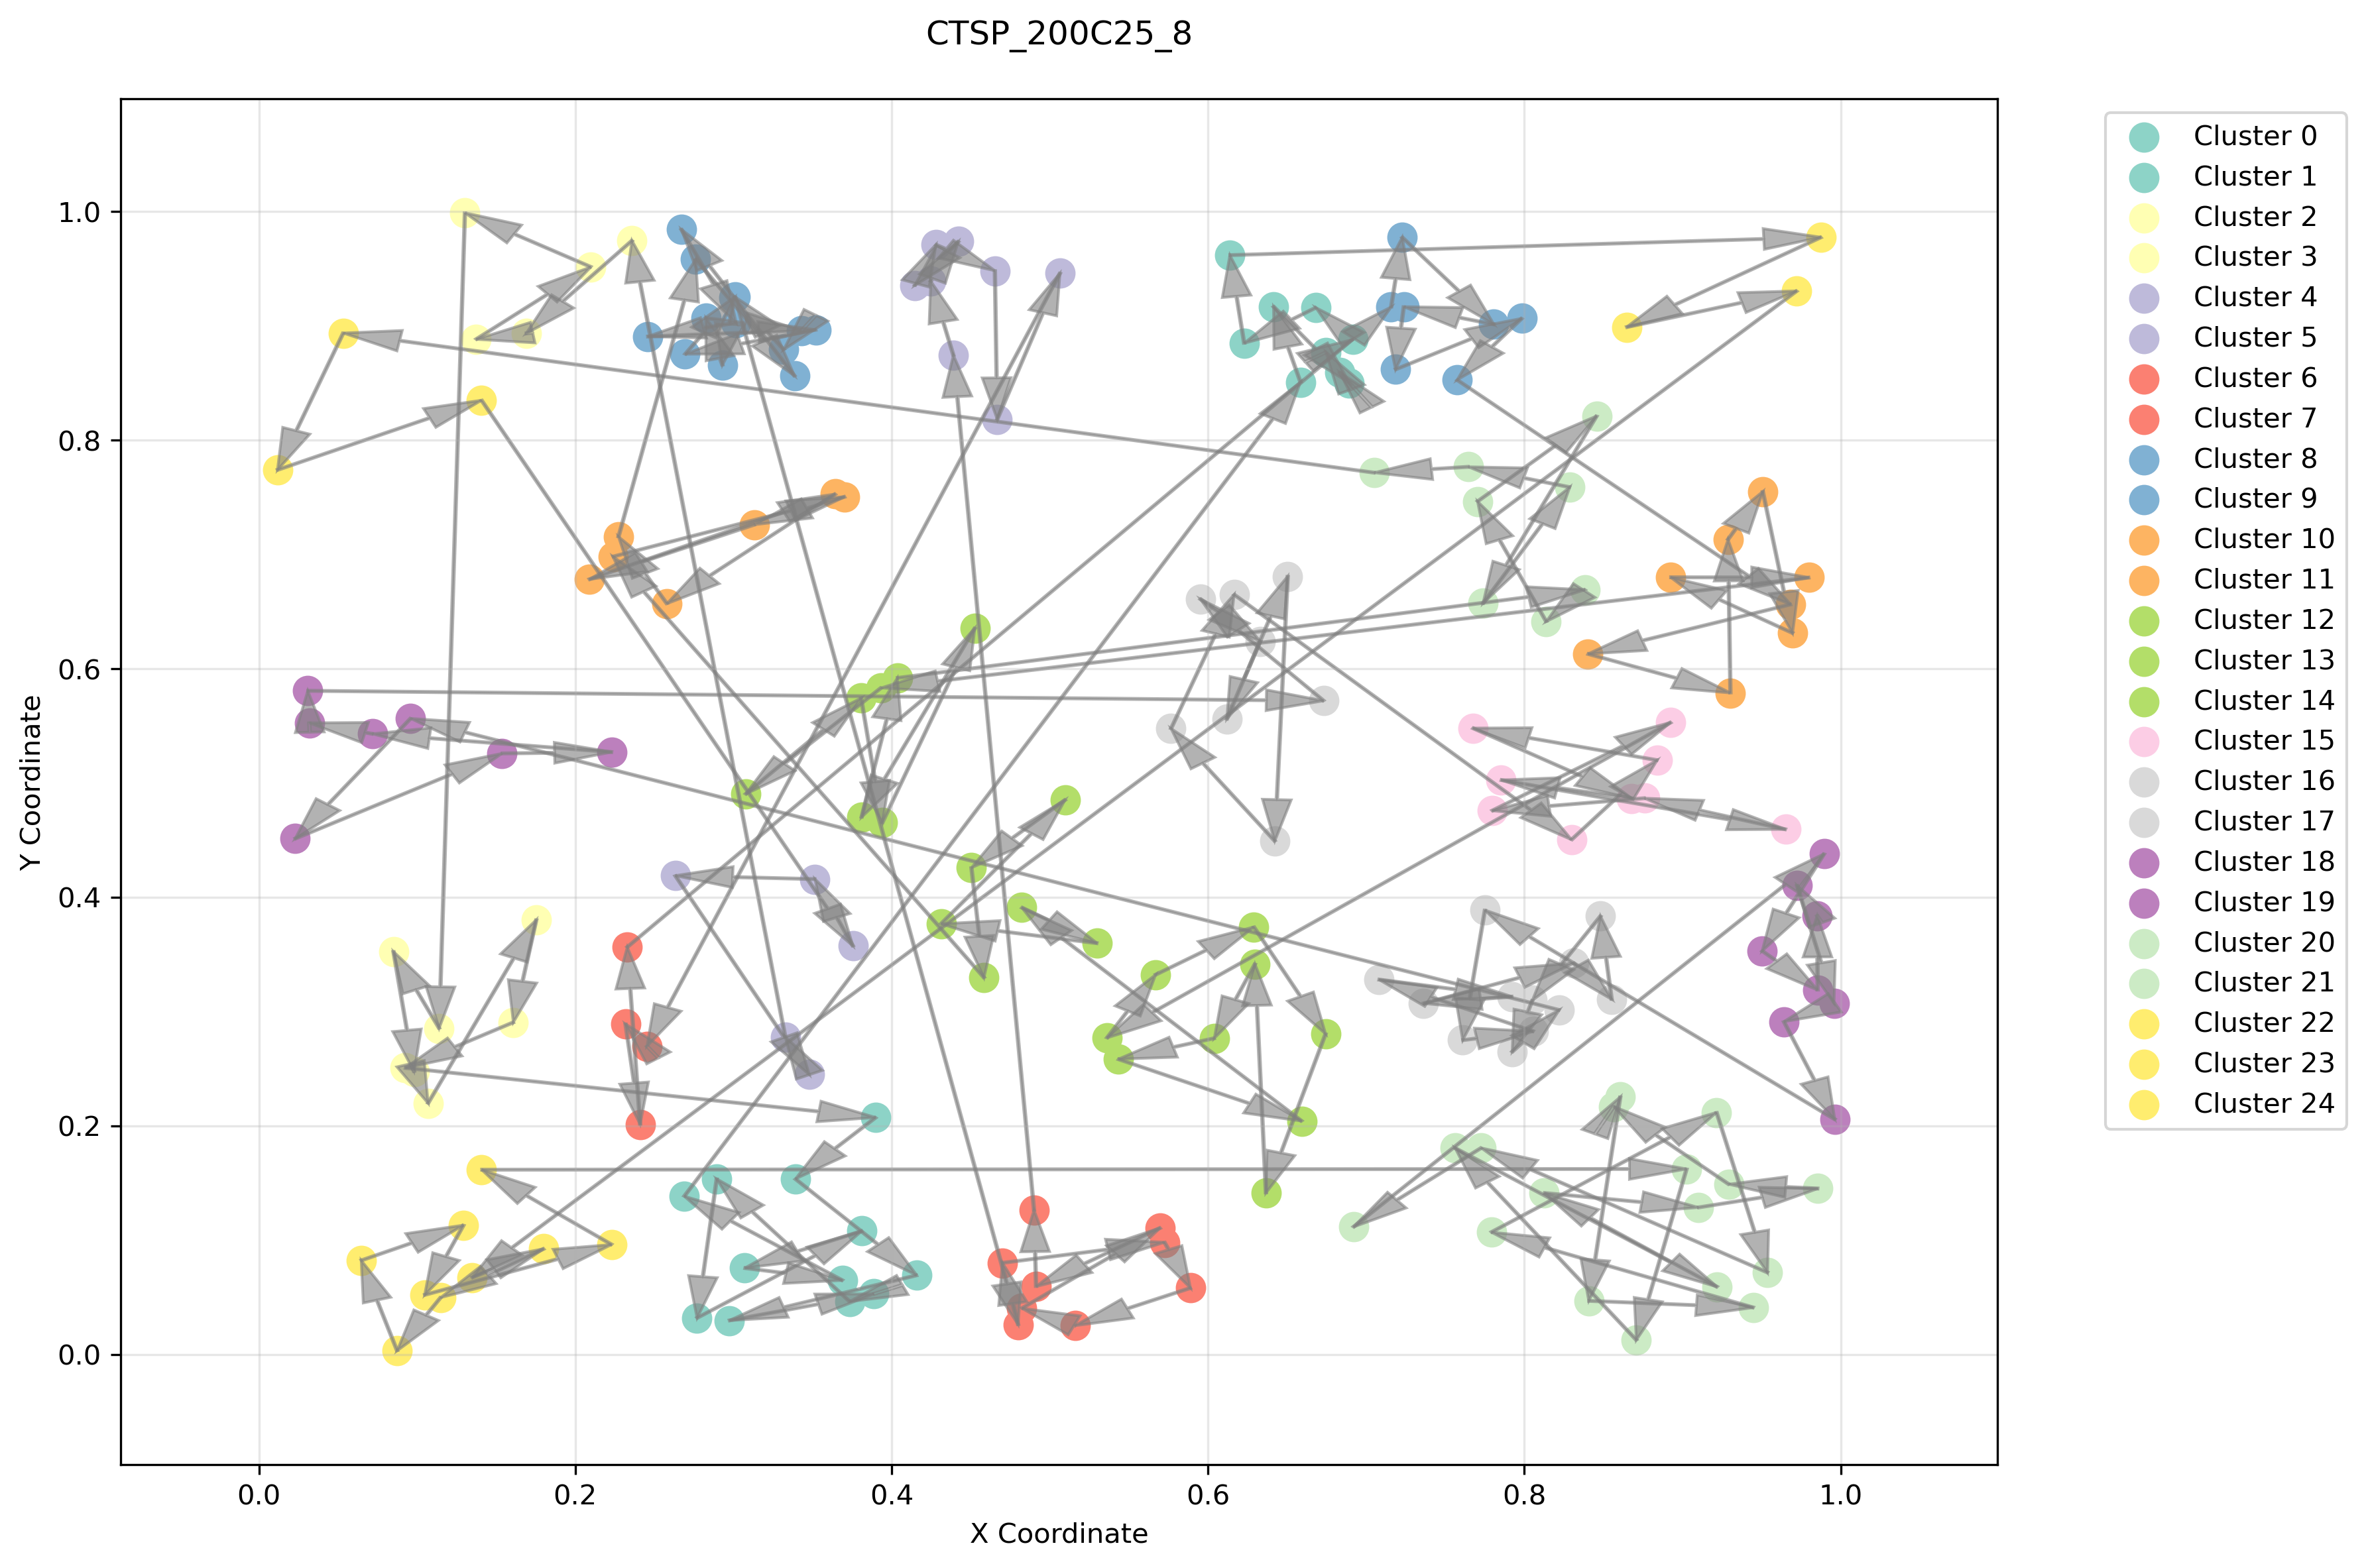 CTSP_200C25_8
Y Coordinate
1.0
0.8
0.6
0.4
0.2
0.0
0.0
0.2
0.4
0.6
0.8
1.0
X Coordinate
Cluster 0
Cluster 1
Cluster 2
Cluster 3
Cluster 4
Cluster 5
Cluster 6
Cluster 7
Cluster 8
Cluster 9
Cluster 10
Cluster 11
Cluster 12
Cluster 13
Cluster 14
Cluster 15
Cluster 16
Cluster 17
Cluster 18
Cluster 19
Cluster 20
Cluster 21
Cluster 22
Cluster 23
Cluster 24